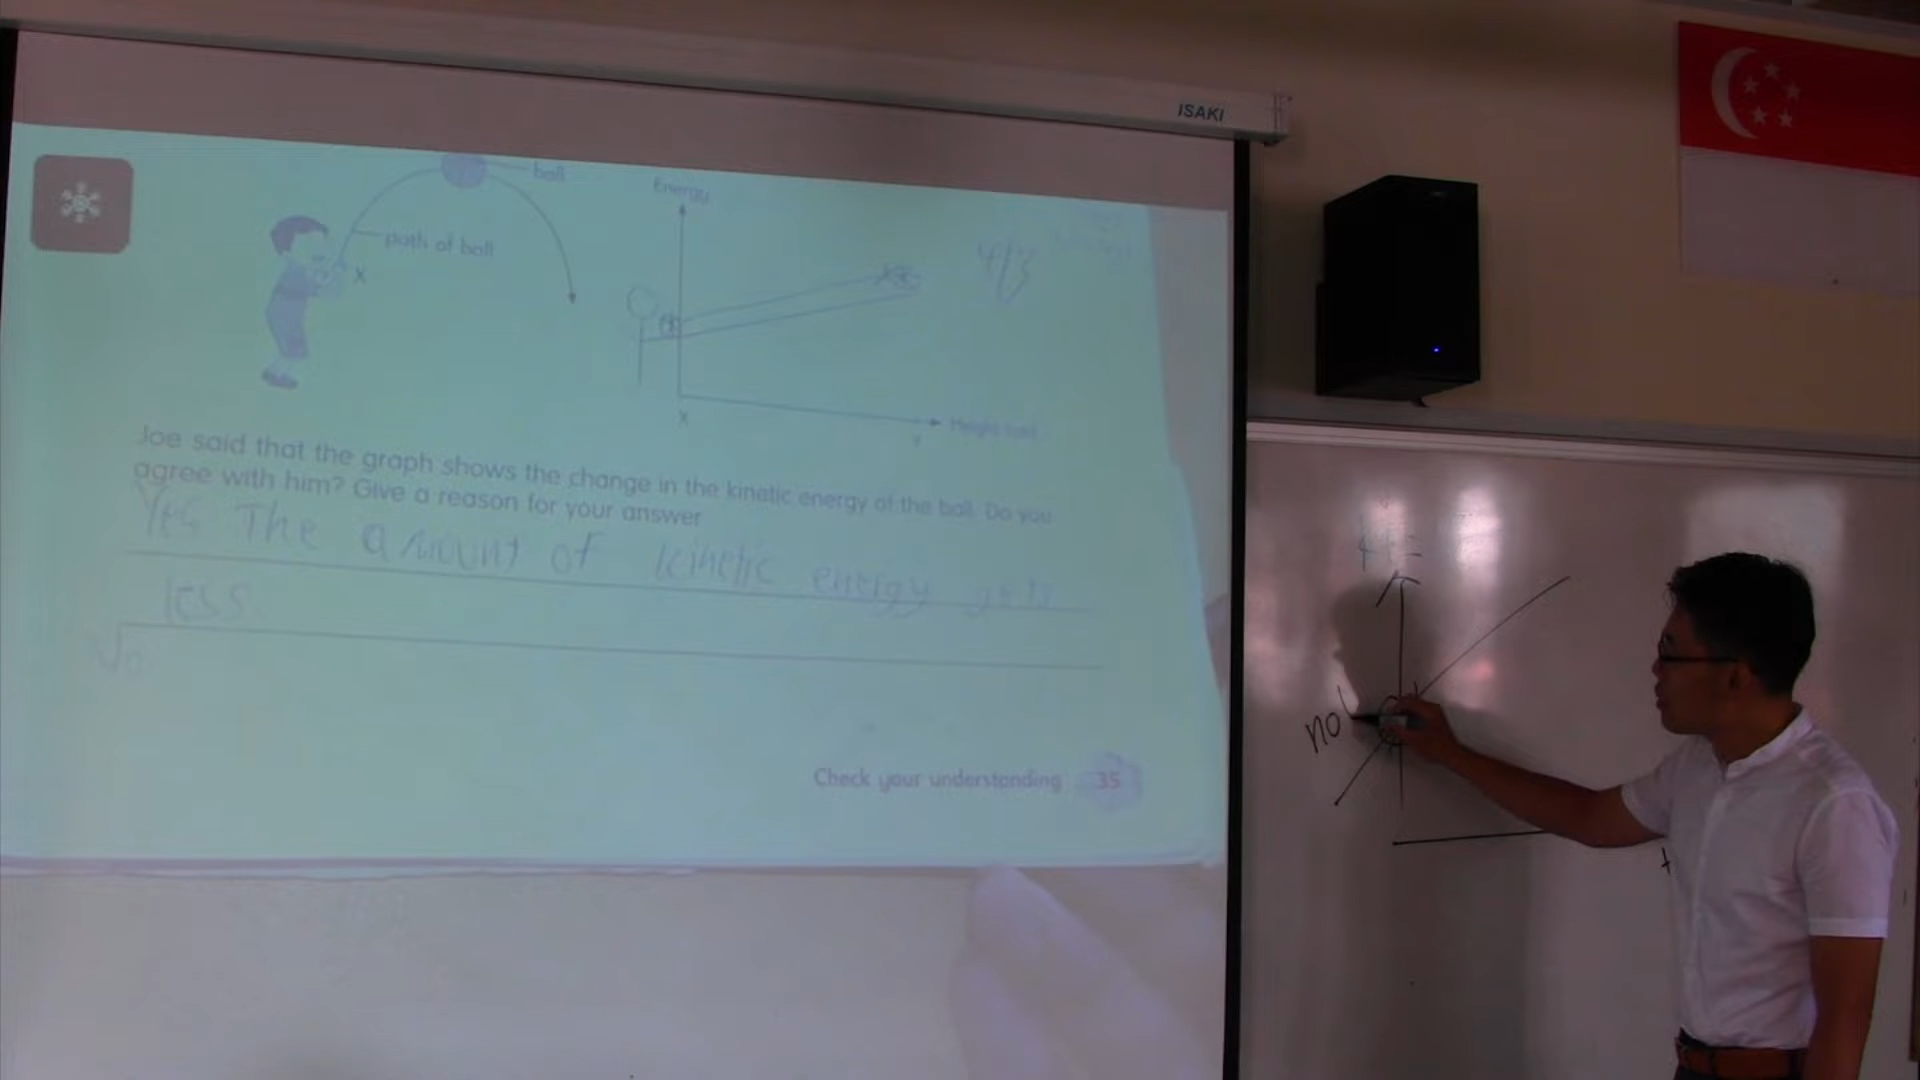 ISAKI
ball
Energy
path of ball
X
X
Y
Joe said that the graph shows the change in the kinetic energy of the ball. Do you
agree with him? Give a reason for your answer
Yes The amount of kinetic energy gets
less
Check your understanding 35
no